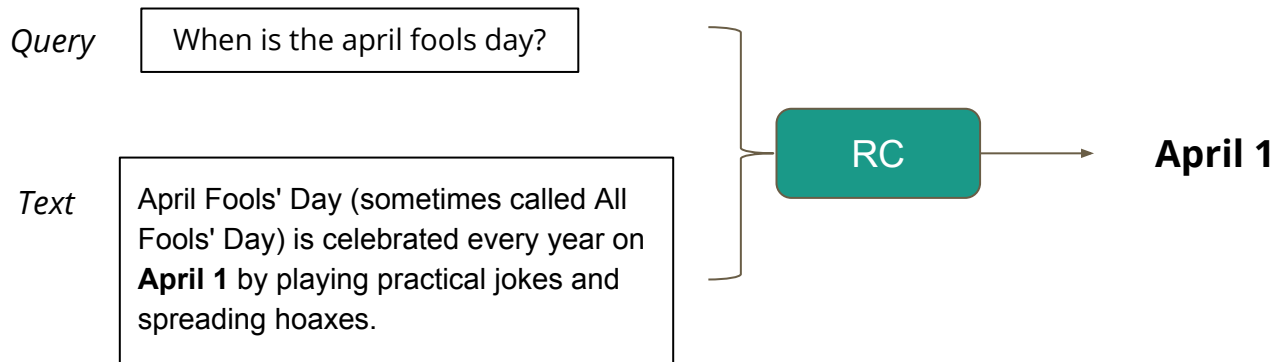 Query
When is the april fools day?
Text
April Fools' Day (sometimes called All
Fools' Day) is celebrated every year on
April 1 by playing practical jokes and
spreading hoaxes.
RC
April 1